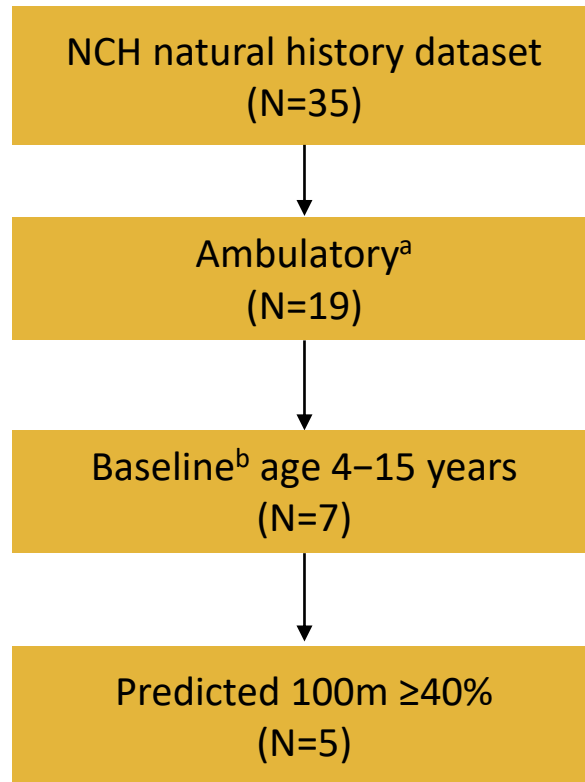 NCH natural history dataset
(N=35)
Ambulatoryᵃ
(N=19)
Baselineᵇ age 4–15 years
(N=7)
Predicted 100m ≥40%
(N=5)